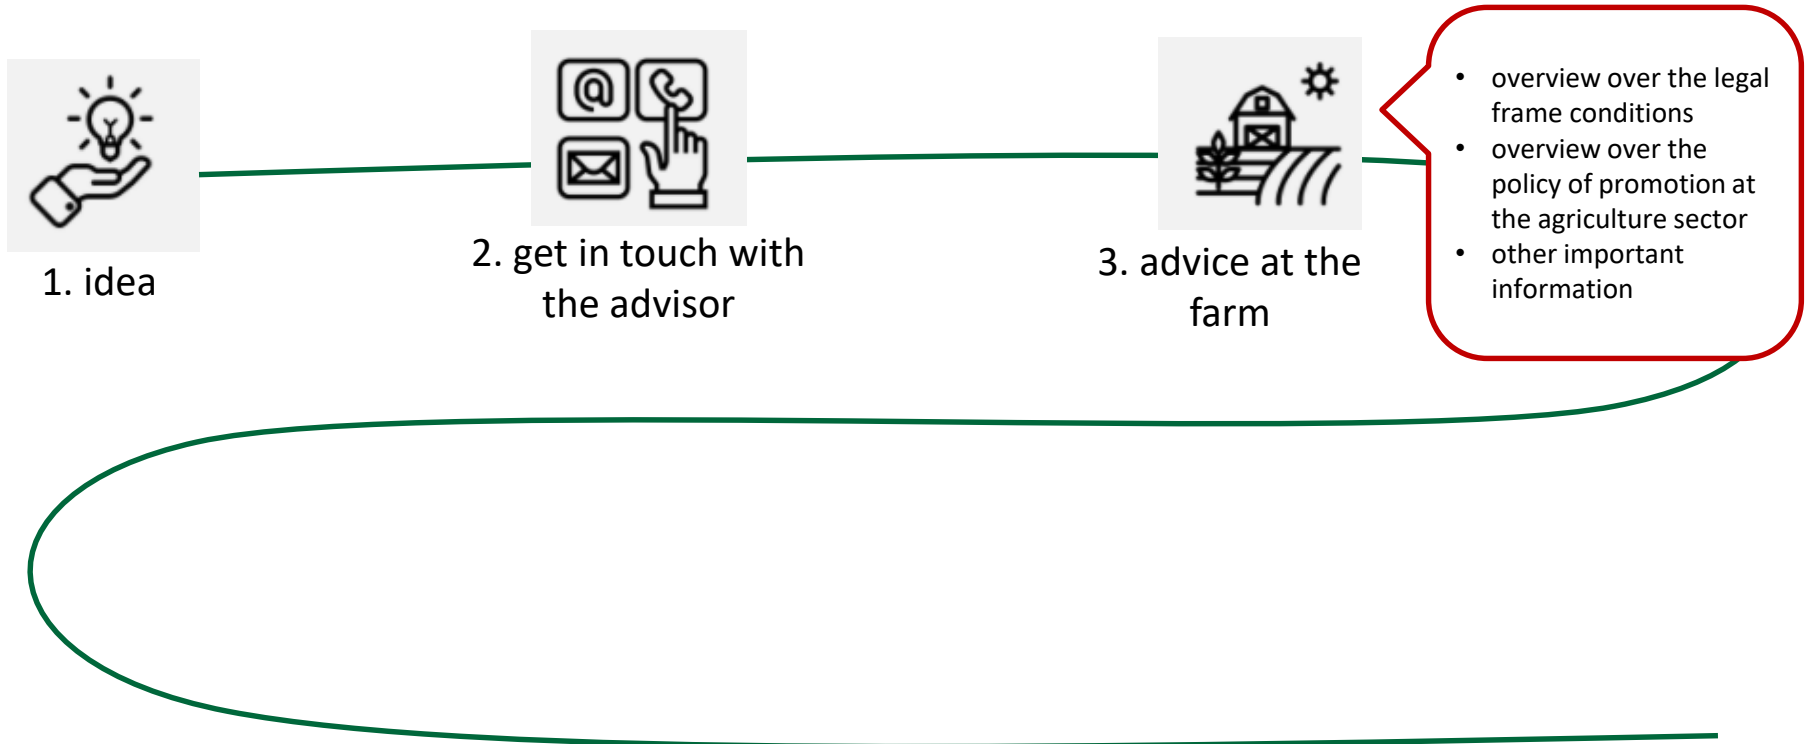 1. idea
2. get in touch with
the advisor
3. advice at the
farm
• overview over the legal
frame conditions
• overview over the
policy of promotion at
the agriculture sector
• other important
information